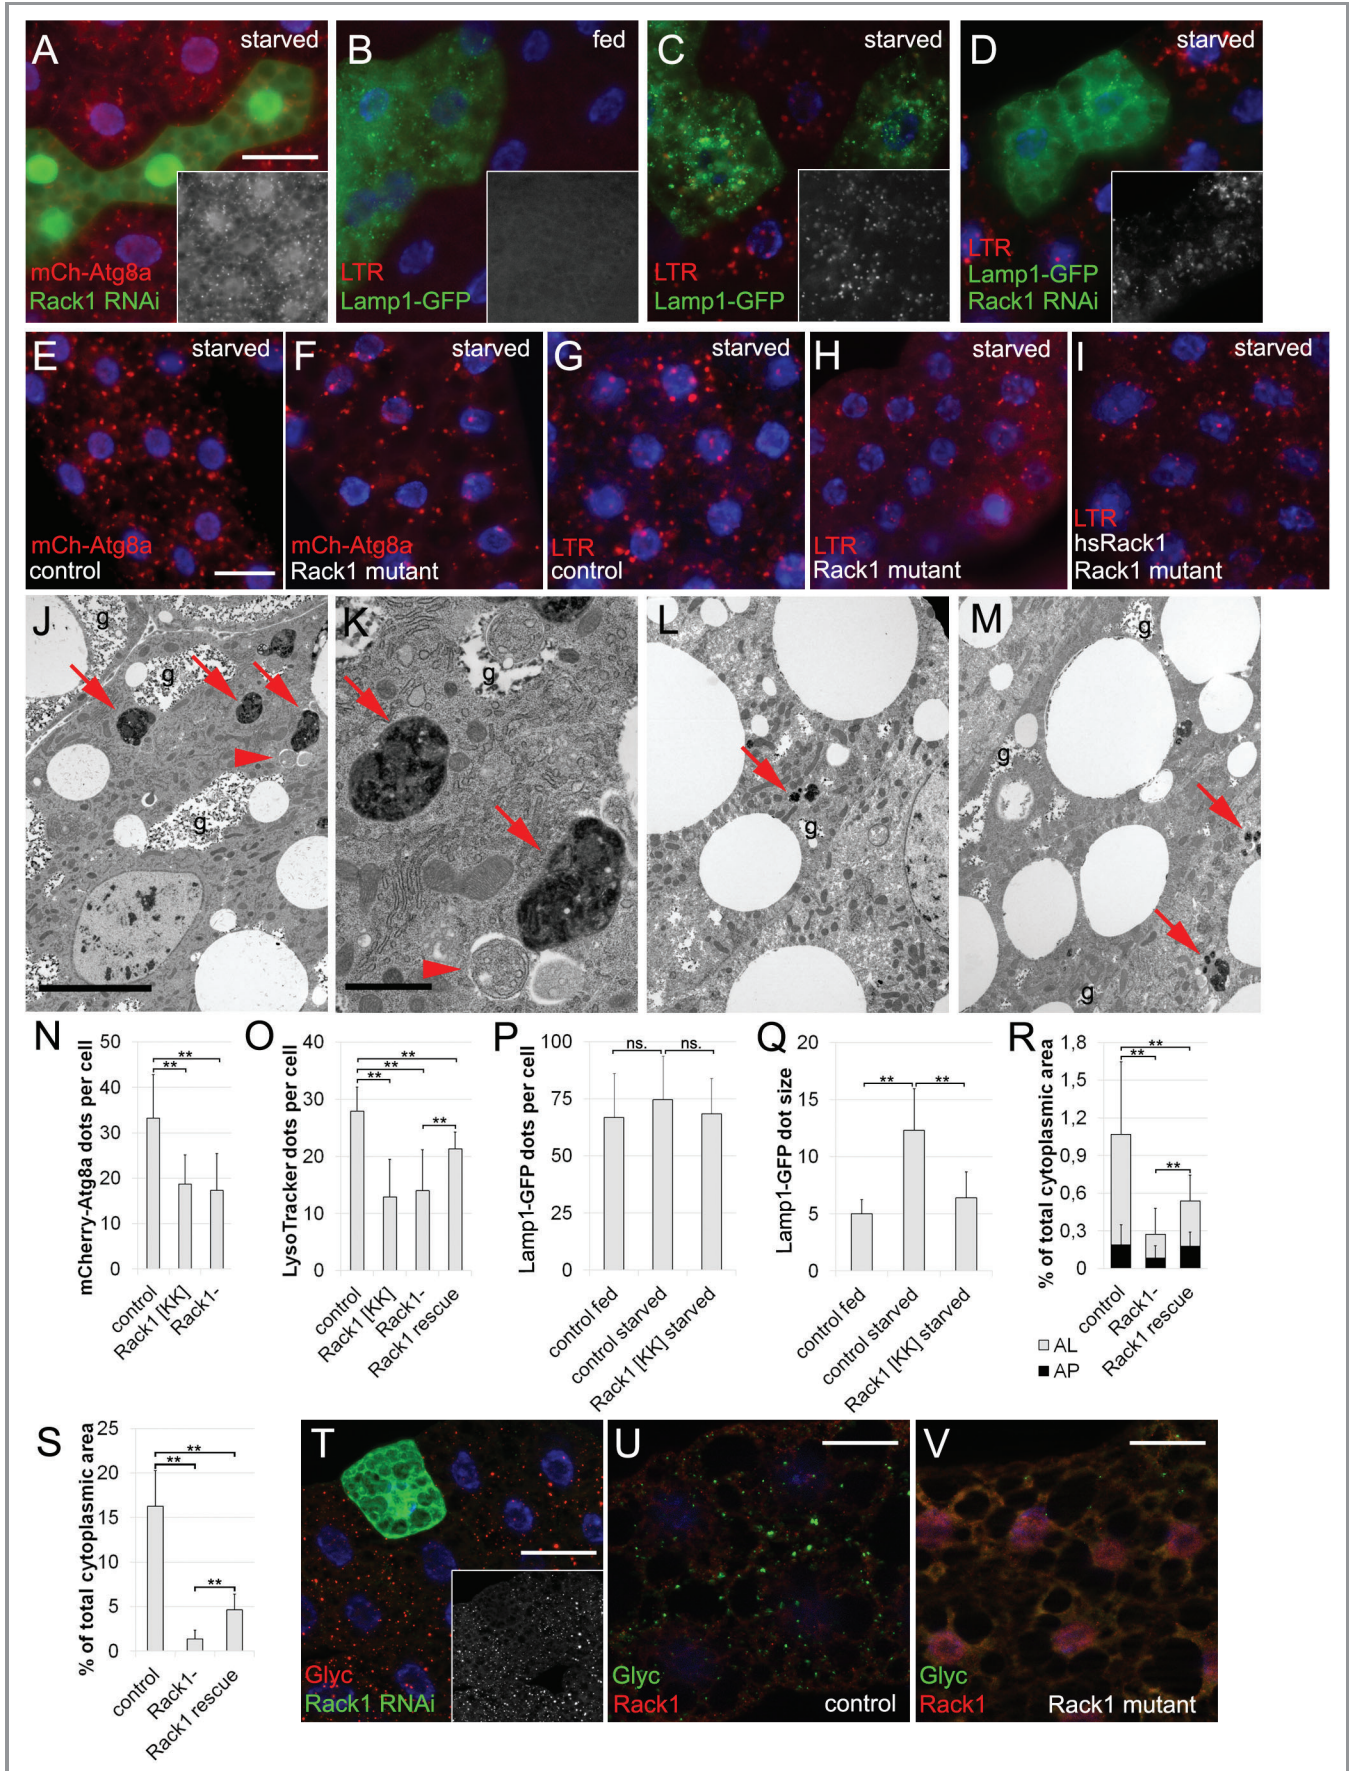 A
starved
mCh-Atg8a
Rack1 RNAi
B
fed
LTR
Lamp1-GFP
C
starved
LTR
Lamp1-GFP
D
starved
LTR
Lamp1-GFP
Rack1 RNAi
E
starved
mCh-Atg8a
control
F
starved
mCh-Atg8a
Rack1 mutant
G
starved
LTR
control
H
starved
LTR
Rack1 mutant
I
starved
LTR
hsRack1
Rack1 mutant
J
g
g
g
K
g
L
g
M
g
g
g
N
mCherry-Atg8a dots per cell
50
40
30
20
10
0
**
**
control
Rack1 [KK]
Rack1-
O
LysoTracker dots per cell
40
30
20
10
0
**
**
**
**
control
Rack1 [KK]
Rack1-
Rack1 rescue
P
Lamp1-GFP dots per cell
100
75
50
25
0
ns.
ns.
control fed
control starved
Rack1 [KK] starved
Q
Lamp1-GFP dot size
20
15
10
5
0
**
**
control fed
control starved
Rack1 [KK] starved
R
% of total cytoplasmic area
1,8
1,5
1,2
0,9
0,6
0,3
0
**
**
**
control
Rack1-
Rack1 rescue
AL
AP
S
% of total cytoplasmic area
25
20
15
10
5
0
**
**
**
control
Rack1-
Rack1 rescue
T
Glyc
Rack1 RNAi
U
Glyc
Rack1
control
V
Glyc
Rack1
Rack1 mutant